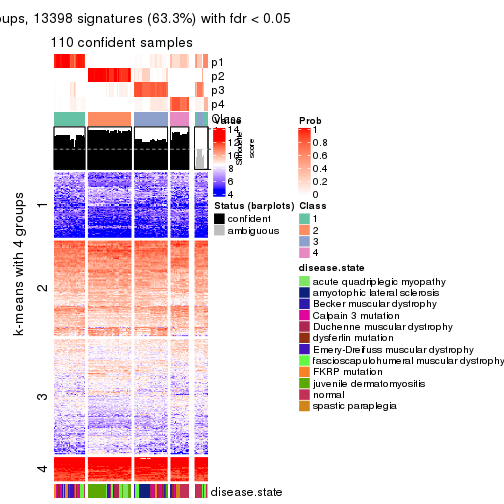 oups, 13398 signatures (63.3%) with fdr < 0.05
110 confident samples
p1
p2
p3
p4
Class
14
12
10
8
6
4
Silhouette
score
Prob
1
0.8
0.6
0.4
0.2
0
Status (barplots)
confident
ambiguous
Class
1
2
3
4
disease.state
acute quadriplegic myopathy
amyotophic lateral sclerosis
Becker muscular dystrophy
Calpain 3 mutation
Duchenne muscular dystrophy
dysferlin mutation
Emery-Dreifuss muscular dystrophy
fascioscapulohumeral muscular dystrophy
FKRP mutation
juvenile dermatomyositis
normal
spastic paraplegia
k-means with 4 groups
1
2
3
4
disease.state